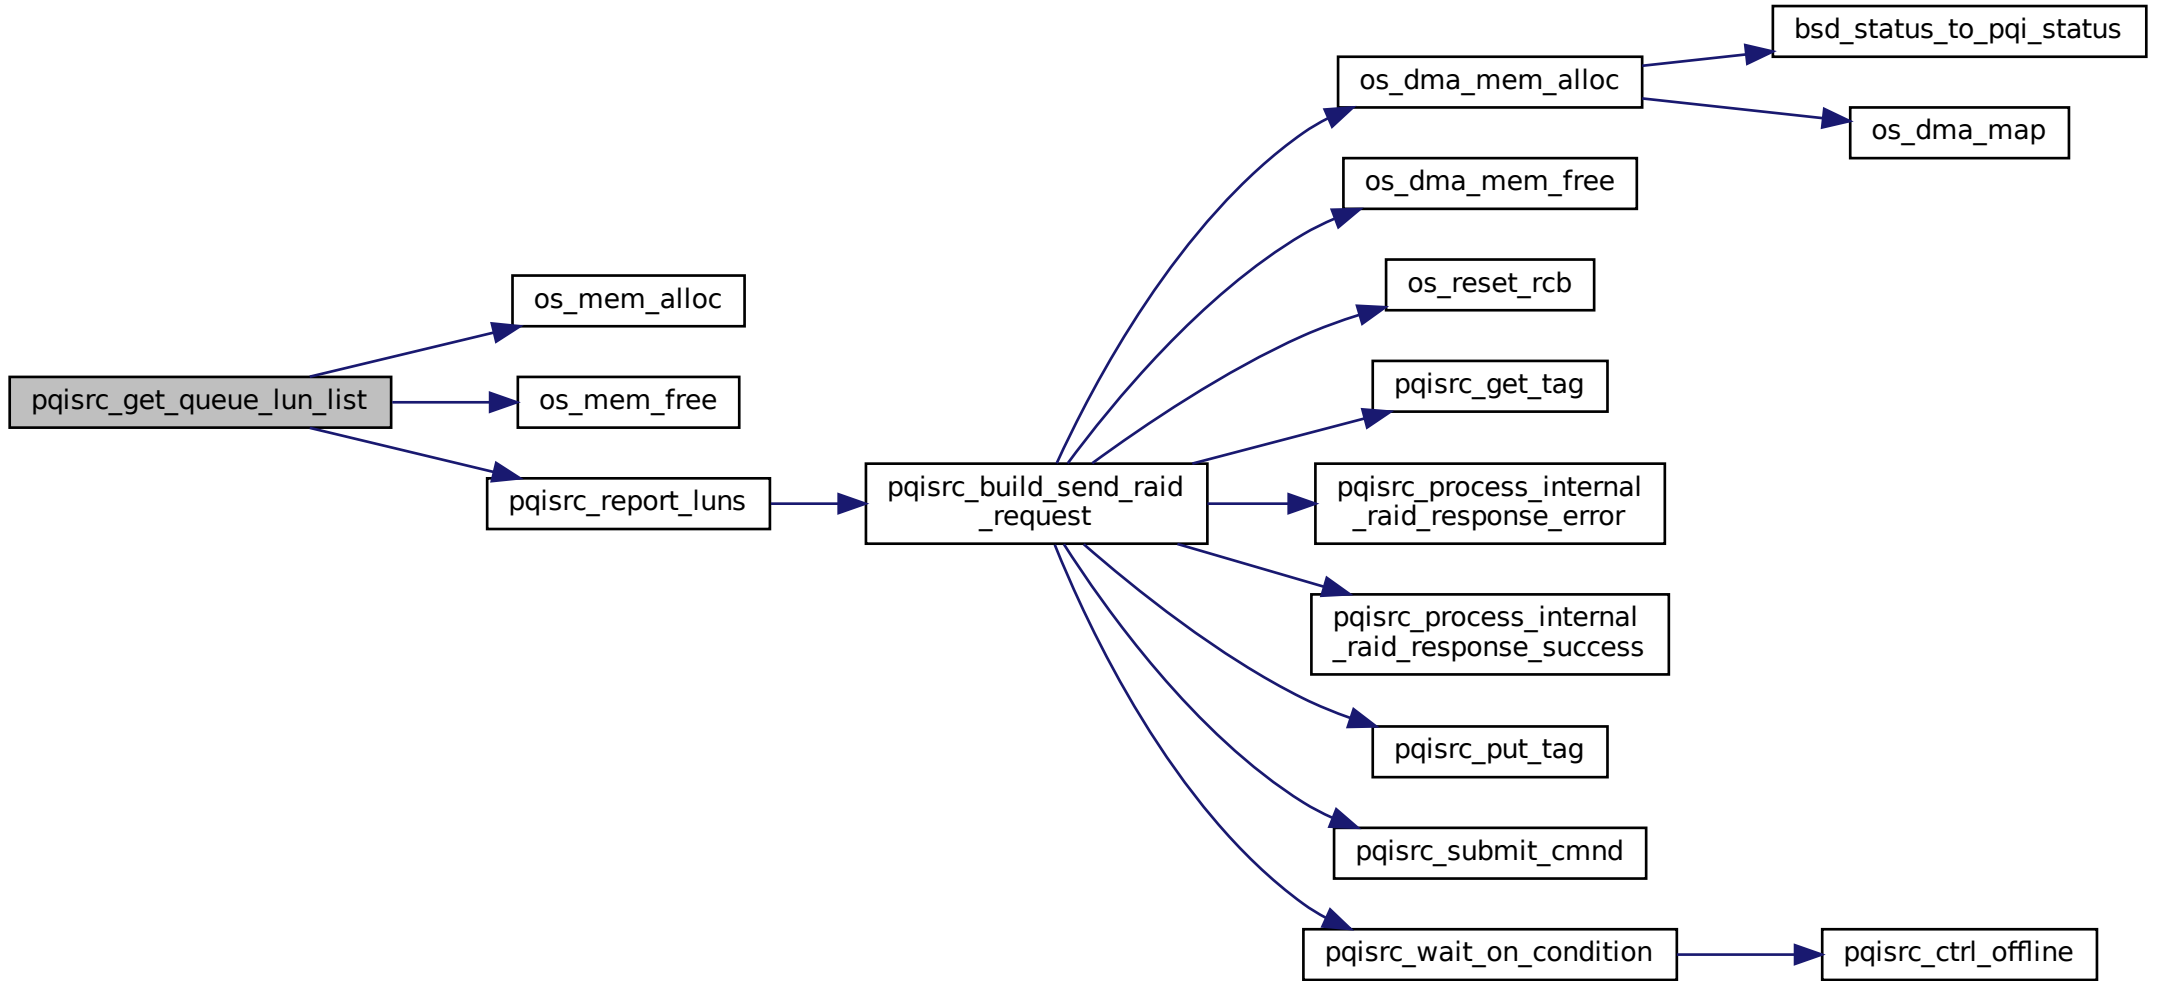 pqisrc_get_queue_lun_list
os_mem_alloc
os_mem_free
pqisrc_report_luns
pqisrc_build_send_raid
_request
os_dma_mem_alloc
os_dma_mem_free
os_reset_rcb
pqisrc_get_tag
pqisrc_process_internal
_raid_response_error
pqisrc_process_internal
_raid_response_success
pqisrc_put_tag
pqisrc_submit_cmnd
pqisrc_wait_on_condition
bsd_status_to_pqi_status
os_dma_map
pqisrc_ctrl_offline